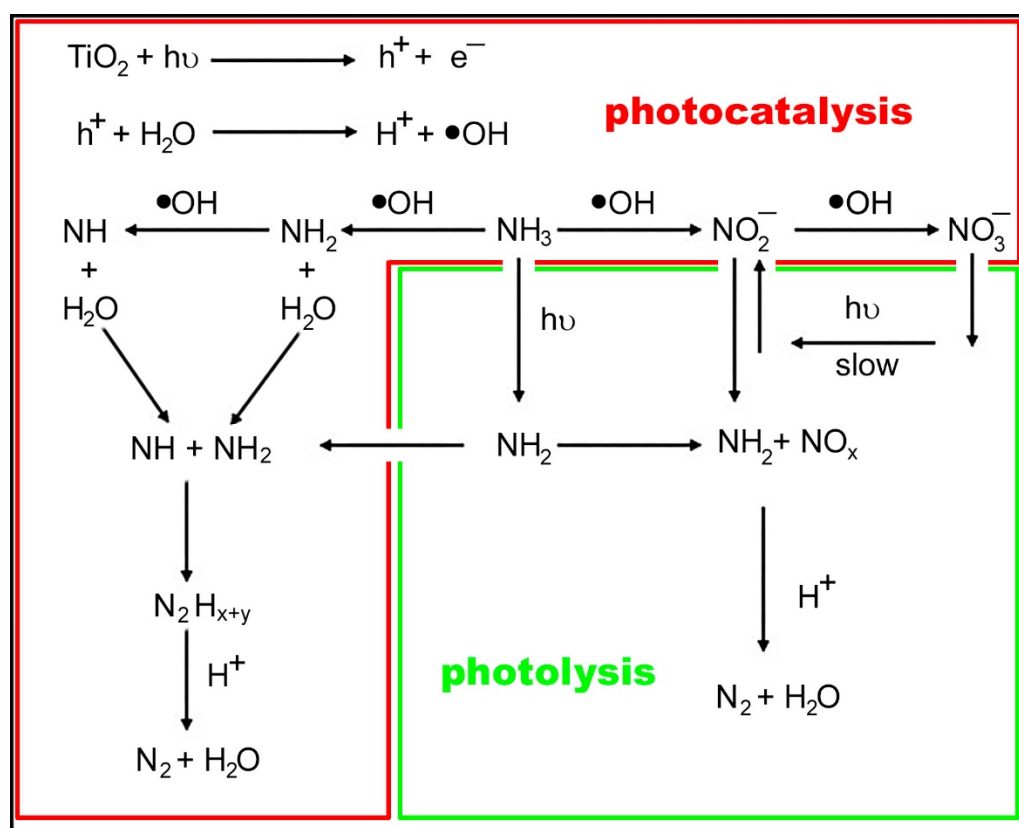 TiO₂ + hυ → h⁺ + e⁻
photocatalysis
h⁺ + H₂O → H⁺ + •OH
•OH •OH •OH •OH
NH ← NH₂ ← NH₃ → NO₂⁻ → NO₃⁻
+ +
H₂O H₂O
hυ hυ
slow
NH + NH₂ ← NH₂ → NH₂ + NOₓ
N₂Hₓ₊y
H⁺
H⁺
photolysis
N₂ + H₂O
N₂ + H₂O